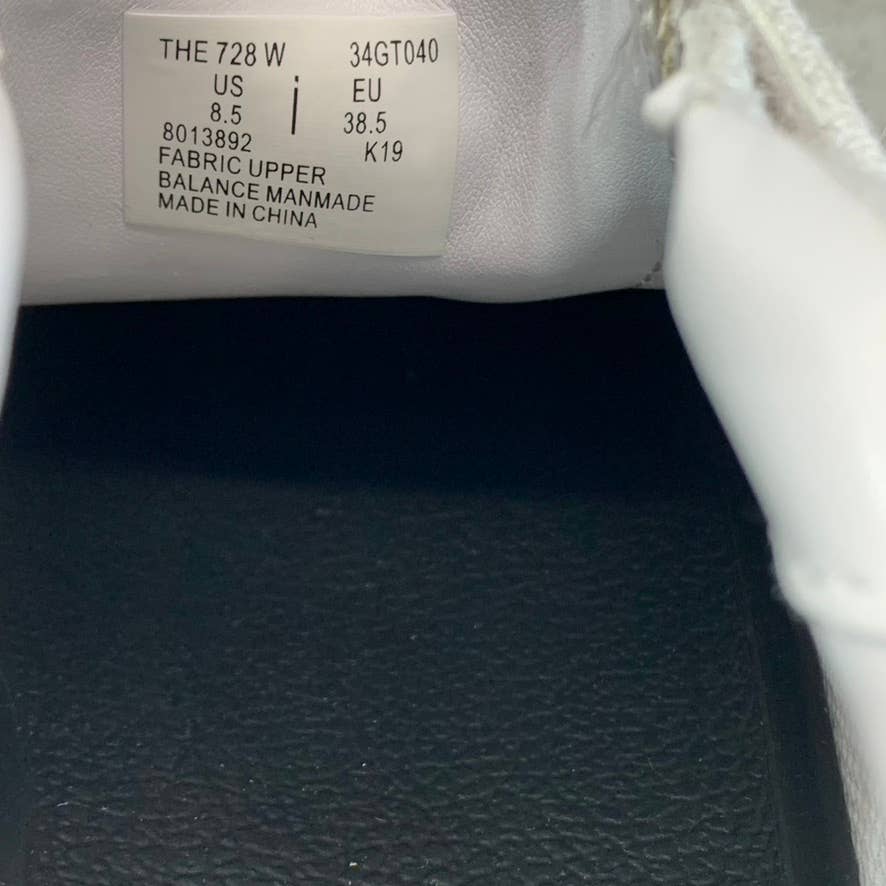 THE 728 W 34GT040
US EU
8.5 38.5
8013892 K19
FABRIC UPPER
BALANCE MANMADE
MADE IN CHINA